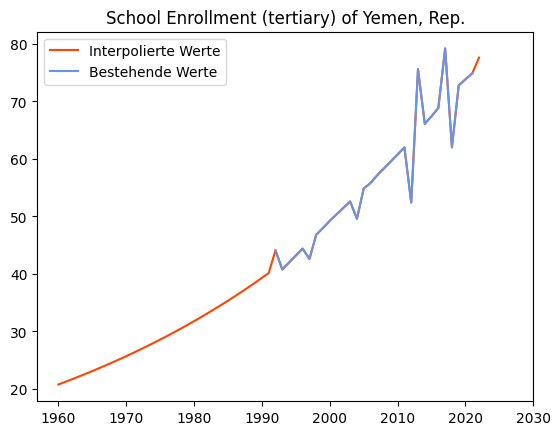 School Enrollment (tertiary) of Yemen, Rep.
Interpolierte Werte
Bestehende Werte
80
70
60
50
40
30
20
1960 1970 1980 1990 2000 2010 2020 2030